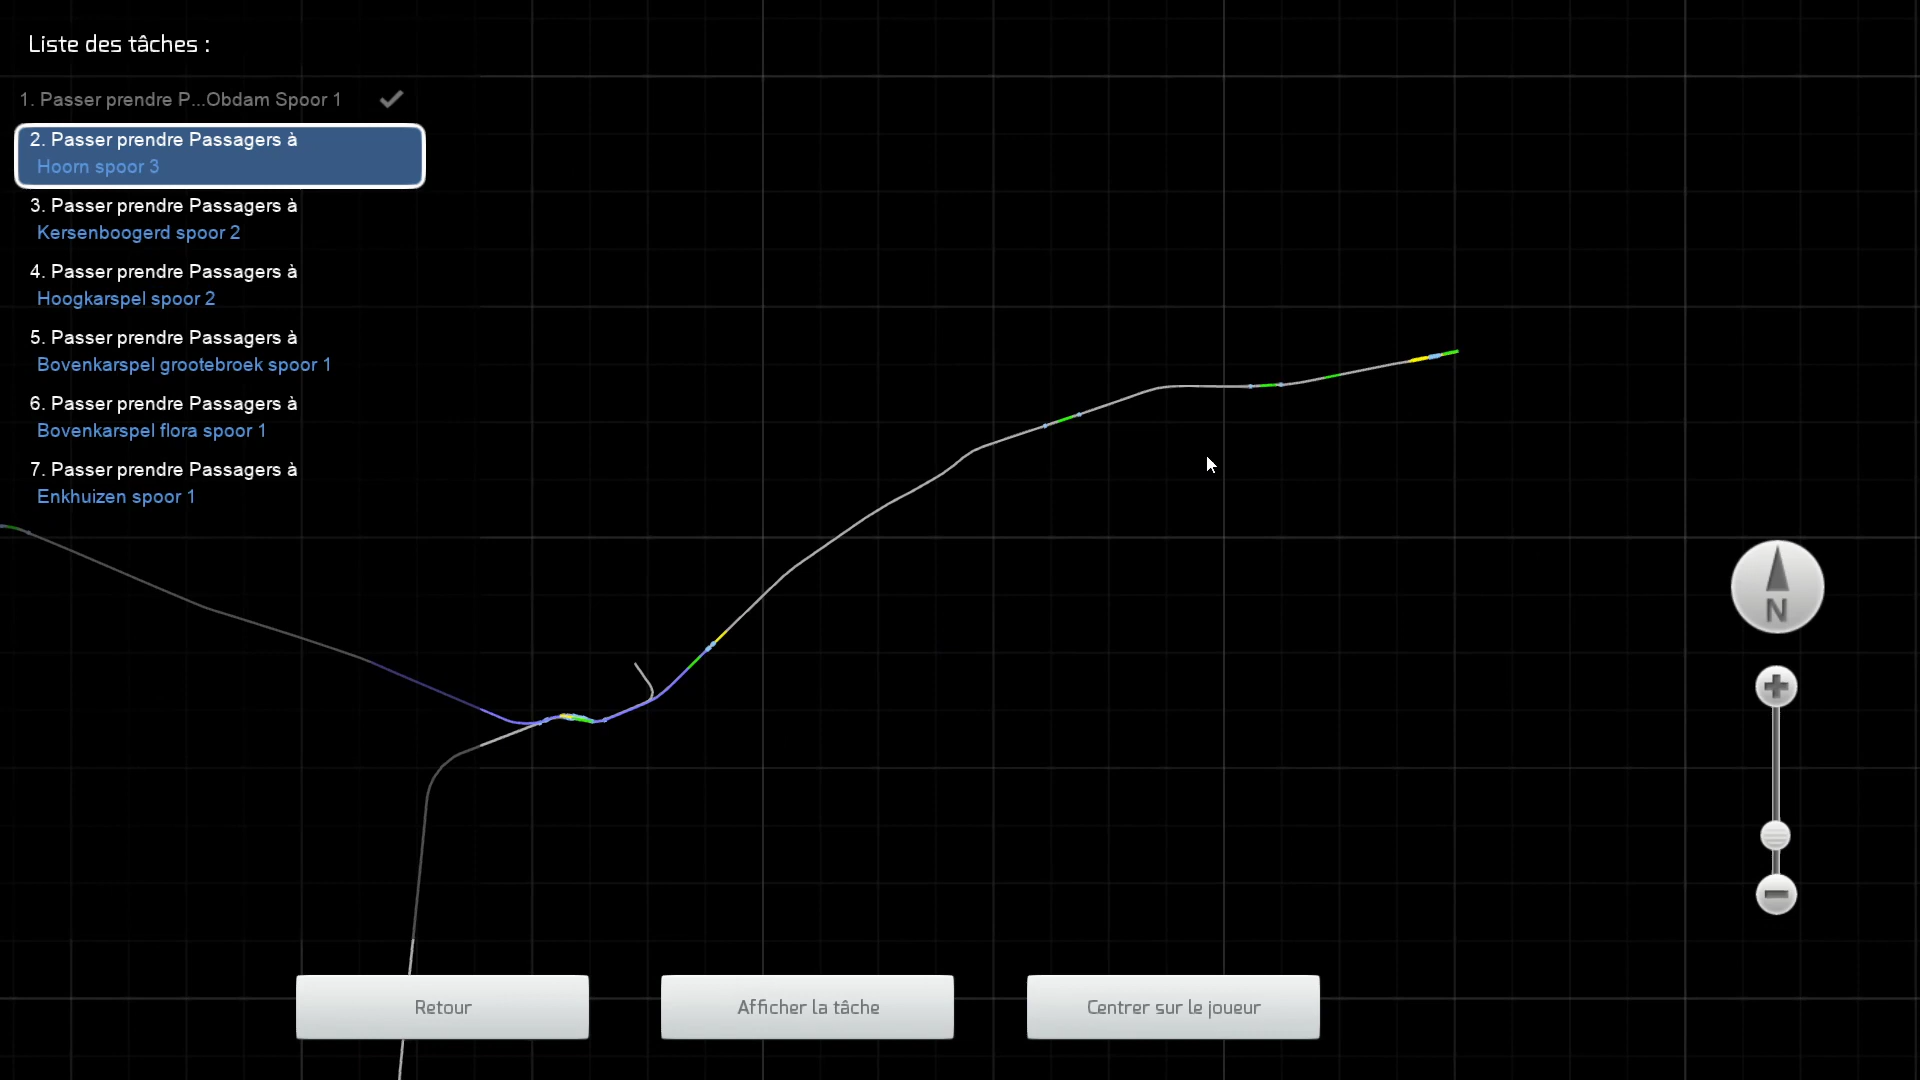 Liste des tâches :
1. Passer prendre P...Obdam Spoor 1
2. Passer prendre Passagers à
Hoorn spoor 3
3. Passer prendre Passagers à
Kersenboogerd spoor 2
4. Passer prendre Passagers à
Hoogkarspel spoor 2
5. Passer prendre Passagers à
Bovenkarspel grootebroek spoor 1
6. Passer prendre Passagers à
Bovenkarspel flora spoor 1
7. Passer prendre Passagers à
Enkhuizen spoor 1
N
Retour
Afficher la tâche
Centrer sur le joueur